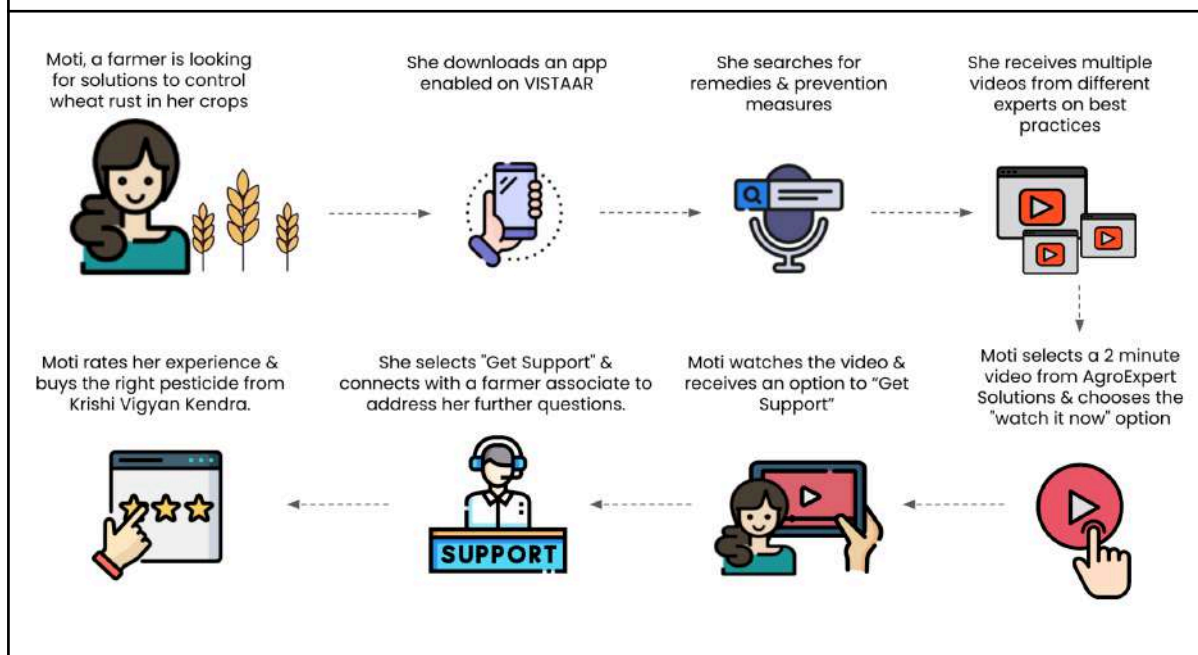 Moti, a farmer is looking
for solutions to control
wheat rust in her crops
She downloads an app
enabled on VISTAAR
She searches for
remedies & prevention
measures
She receives multiple
videos from different
experts on best
practices
Moti selects a 2 minute
video from AgroExpert
Solutions & chooses the
"watch it now" option
Moti watches the video &
receives an option to “Get
Support”
She selects "Get Support" &
connects with a farmer associate to
address her further questions.
SUPPORT
Moti rates her experience &
buys the right pesticide from
Krishi Vigyan Kendra.